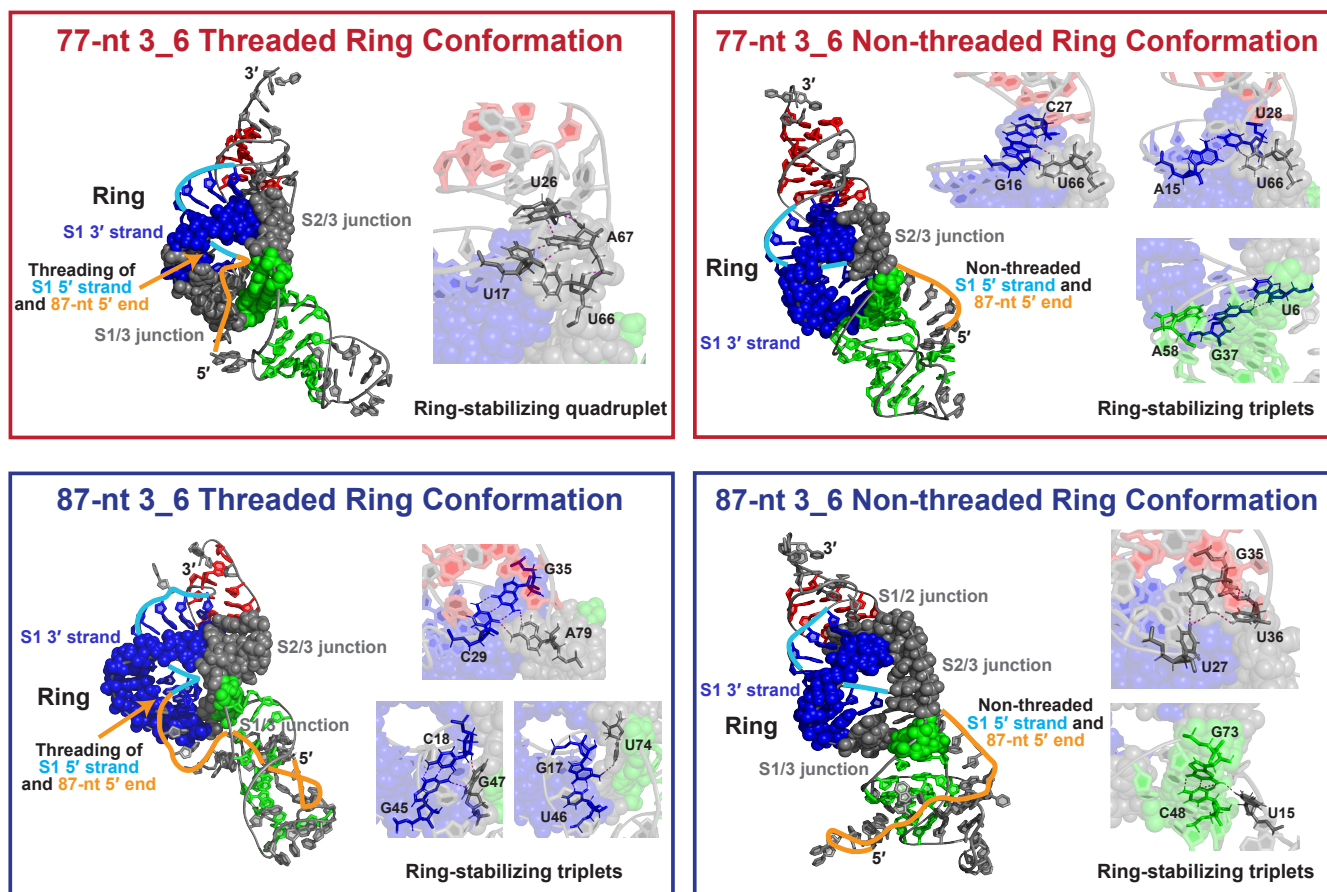 77-nt 3_6 Threaded Ring Conformation
3′
Ring
S1 3′ strand
S2/3 junction
Threading of
S1 5′ strand
and 87-nt 5′ end
S1/3 junction
5′
U26
A67
U17
U66
Ring-stabilizing quadruplet
77-nt 3_6 Non-threaded Ring Conformation
3′
S2/3 junction
Ring
Non-threaded
S1 5′ strand and
87-nt 5′ end
S1 3′ strand
5′
C27
G16
U66
U28
A15
U66
U6
A58
G37
Ring-stabilizing triplets
87-nt 3_6 Threaded Ring Conformation
3′
S1 3′ strand
S2/3 junction
Ring
S1/3 junction
Threading of
S1 5′ strand
and 87-nt 5′ end
5′
G35
A79
C29
C18
G47
G45
U74
G17
U46
Ring-stabilizing triplets
87-nt 3_6 Non-threaded Ring Conformation
3′
S1/2 junction
S2/3 junction
S1 3′ strand
Ring
Non-threaded
S1 5′ strand and
87-nt 5′ end
S1/3 junction
5′
G35
U36
U27
G73
C48
U15
Ring-stabilizing triplets